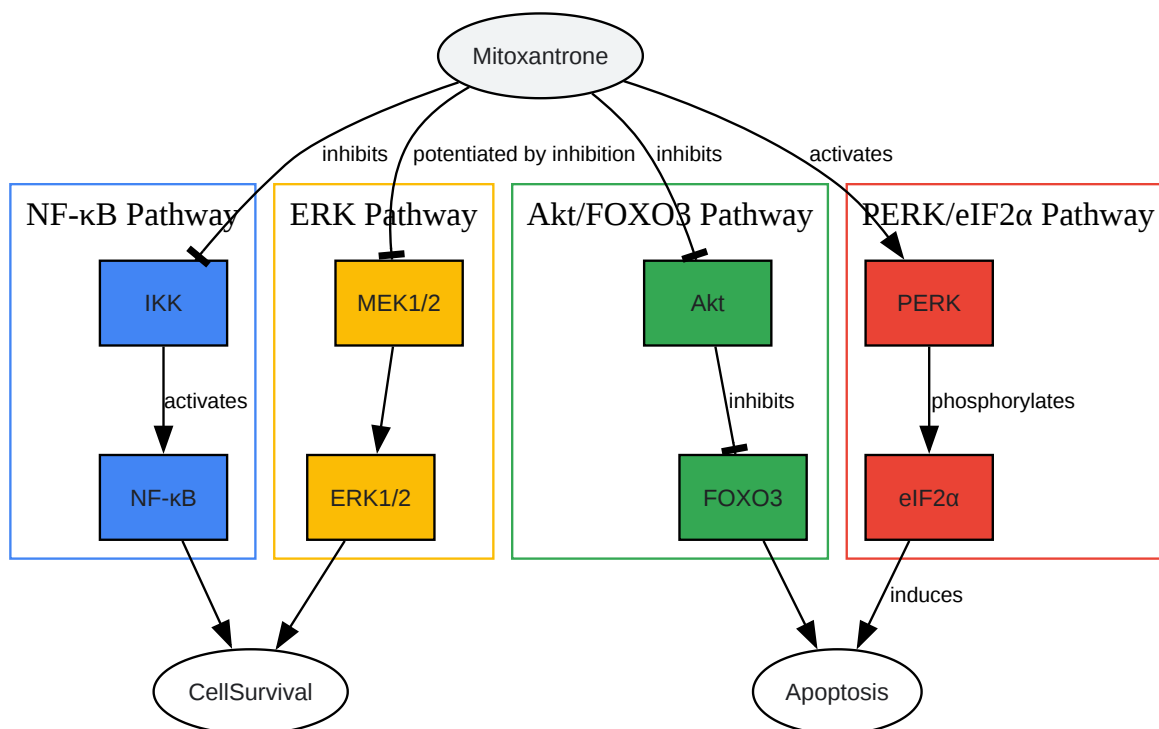 Mitoxantrone
inhibits
potentiated by inhibition
inhibits
activates
NF-κB Pathway
ERK Pathway
Akt/FOXO3 Pathway
PERK/eIF2α Pathway
IKK
MEK1/2
Akt
PERK
activates
inhibits
phosphorylates
NF-κB
ERK1/2
FOXO3
eIF2α
induces
CellSurvival
Apoptosis